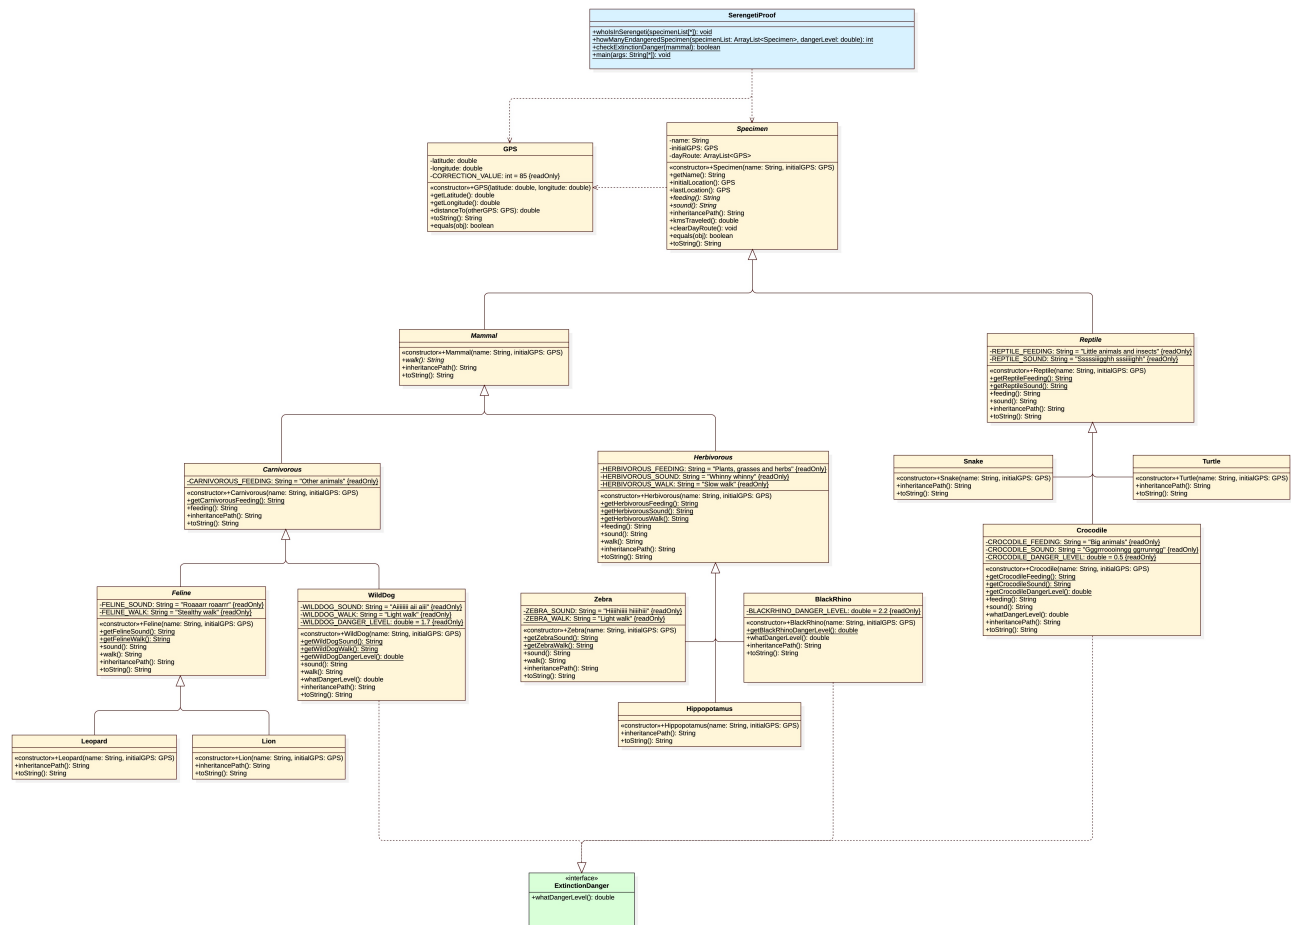 SerengetiProof
+whoIsInSerengeti(specimenList[*]): void
+howManyEndangeredSpecimen(specimenList: ArrayList<Specimen>, dangerLevel: double): int
+checkExtinctionDanger(mammal): boolean
+main(args: String[*]): void
GPS
-latitude: double
-longitude: double
-CORRECTION_VALUE: int = 85 {readOnly}
«constructor»+GPS(latitude: double, longitude: double)
+getLatitude(): double
+getLongitude(): double
+distanceTo(otherGPS: GPS): double
+toString(): String
+equals(obj): boolean
Specimen
-name: String
-initialGPS: GPS
-dayRoute: ArrayList<GPS>
«constructor»+Specimen(name: String, initialGPS: GPS)
+getName(): String
+initialLocation(): GPS
+lastLocation(): GPS
+feeding(): String
+sound(): String
+inheritancePath(): String
+kmsTraveled(): double
+clearDayRoute(): void
+equals(obj): boolean
+toString(): String
Mammal
«constructor»+Mammal(name: String, initialGPS: GPS)
+walk(): String
+inheritancePath(): String
+toString(): String
Reptile
-REPTILE_FEEDING: String = "Little animals and insects" {readOnly}
-REPTILE_SOUND: String = "Sssssiiggghh sssiiighh" {readOnly}
«constructor»+Reptile(name: String, initialGPS: GPS)
+getReptileFeeding(): String
+getReptileSound(): String
+feeding(): String
+sound(): String
+inheritancePath(): String
+toString(): String
Carnivorous
-CARNIVOROUS_FEEDING: String = "Other animals" {readOnly}
«constructor»+Carnivorous(name: String, initialGPS: GPS)
+getCarnivorousFeeding(): String
+feeding(): String
+inheritancePath(): String
+toString(): String
Herbivorous
-HERBIVOROUS_FEEDING: String = "Plants, grasses and herbs" {readOnly}
-HERBIVOROUS_SOUND: String = "Whinny whinny" {readOnly}
-HERBIVOROUS_WALK: String = "Slow walk" {readOnly}
«constructor»+Herbivorous(name: String, initialGPS: GPS)
+getHerbivorousFeeding(): String
+getHerbivorousSound(): String
+getHerbivorousWalk(): String
+feeding(): String
+sound(): String
+walk(): String
+inheritancePath(): String
+toString(): String
Snake
«constructor»+Snake(name: String, initialGPS: GPS)
+inheritancePath(): String
+toString(): String
Turtle
«constructor»+Turtle(name: String, initialGPS: GPS)
+inheritancePath(): String
+toString(): String
Crocodile
-CROCODILE_FEEDING: String = "Big animals" {readOnly}
-CROCODILE_SOUND: String = "Gggrrroooinngg ggrrunngg" {readOnly}
-CROCODILE_DANGER_LEVEL: double = 0.5 {readOnly}
«constructor»+Crocodile(name: String, initialGPS: GPS)
+getCrocodileFeeding(): String
+getCrocodileSound(): String
+getCrocodileDangerLevel(): double
+feeding(): String
+sound(): String
+whatDangerLevel(): double
+inheritancePath(): String
+toString(): String
Feline
-FELINE_SOUND: String = "Roaaarr roaarrr" {readOnly}
-FELINE_WALK: String = "Stealthy walk" {readOnly}
«constructor»+Feline(name: String, initialGPS: GPS)
+getFelineSound(): String
+getFelineWalk(): String
+sound(): String
+walk(): String
+inheritancePath(): String
+toString(): String
WildDog
-WILDDOG_SOUND: String = "Aiiiiiii aii aiii" {readOnly}
-WILDDOG_WALK: String = "Light walk" {readOnly}
-WILDDOG_DANGER_LEVEL: double = 1.7 {readOnly}
«constructor»+WildDog(name: String, initialGPS: GPS)
+getWildDogSound(): String
+getWildDogWalk(): String
+getWildDogDangerLevel(): double
+sound(): String
+walk(): String
+whatDangerLevel(): double
+inheritancePath(): String
+toString(): String
Zebra
-ZEBRA_SOUND: String = "Hiiiihiiiii hiiiihiii" {readOnly}
-ZEBRA_WALK: String = "Light walk" {readOnly}
«constructor»+Zebra(name: String, initialGPS: GPS)
+getZebraSound(): String
+getZebraWalk(): String
+sound(): String
+walk(): String
+inheritancePath(): String
+toString(): String
BlackRhino
-BLACKRHINO_DANGER_LEVEL: double = 2.2 {readOnly}
«constructor»+BlackRhino(name: String, initialGPS: GPS)
+getBlackRhinoDangerLevel(): double
+whatDangerLevel(): double
+inheritancePath(): String
+toString(): String
Hippopotamus
«constructor»+Hippopotamus(name: String, initialGPS: GPS)
+inheritancePath(): String
+toString(): String
Leopard
«constructor»+Leopard(name: String, initialGPS: GPS)
+inheritancePath(): String
+toString(): String
Lion
«constructor»+Lion(name: String, initialGPS: GPS)
+inheritancePath(): String
+toString(): String
«interface»
ExtinctionDanger
+whatDangerLevel(): double